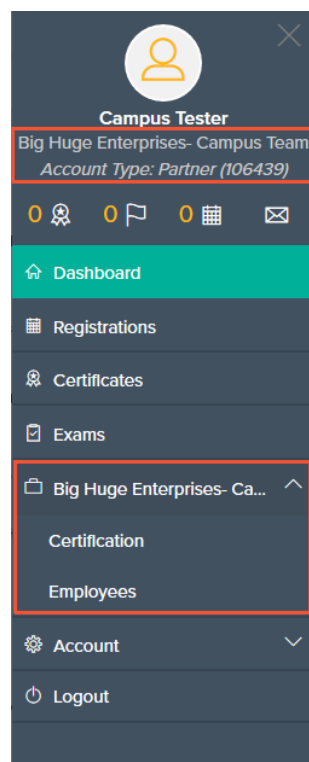 Campus Tester
Big Huge Enterprises- Campus Team
Account Type: Partner (106439)
0 0 0
Dashboard
Registrations
Certificates
Exams
Big Huge Enterprises- Ca...
Certification
Employees
Account
Logout